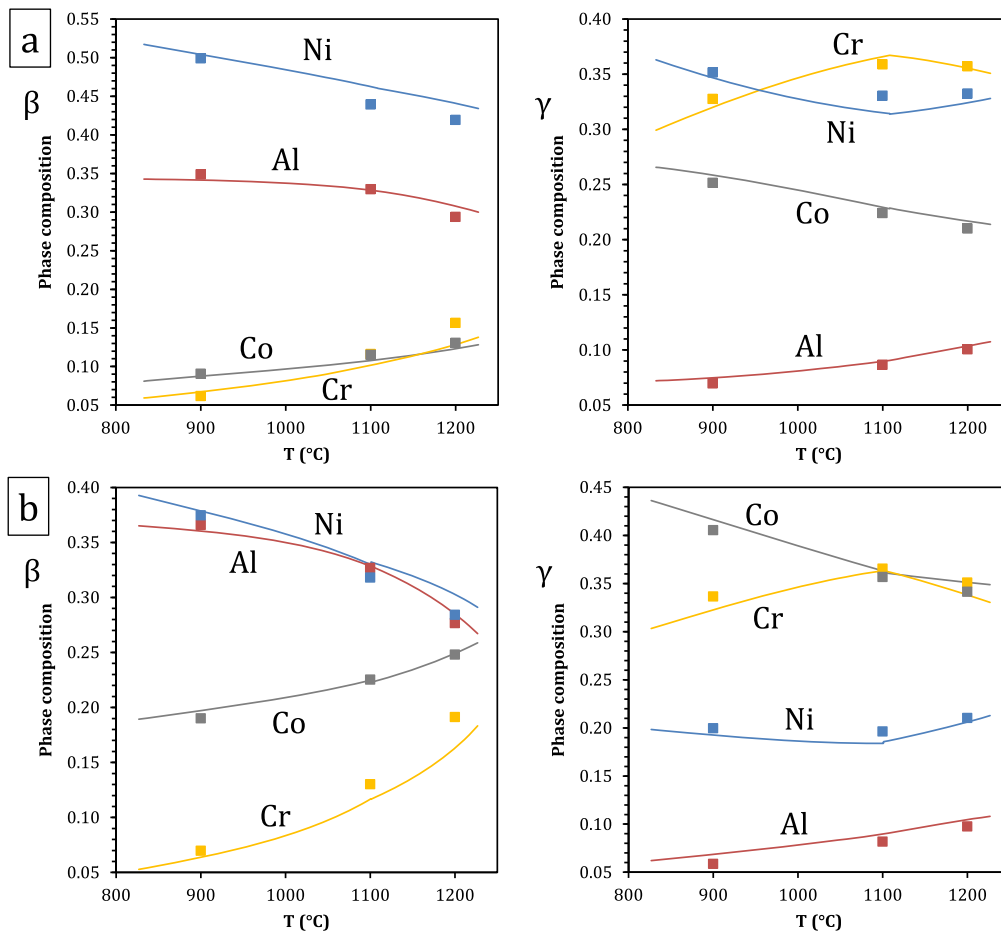 a
β
Phase composition
0.55
0.50
0.45
0.40
0.35
0.30
0.25
0.20
0.15
0.10
0.05
Ni
Al
Co
Cr
800
900
1000
1100
1200
T (°C)
γ
Phase composition
0.40
0.35
0.30
0.25
0.20
0.15
0.10
0.05
Cr
Ni
Co
Al
800
900
1000
1100
1200
T (°C)
b
β
Phase composition
0.40
0.35
0.30
0.25
0.20
0.15
0.10
0.05
Ni
Al
Co
Cr
800
900
1000
1100
1200
T (°C)
γ
Phase composition
0.45
0.40
0.35
0.30
0.25
0.20
0.15
0.10
0.05
Co
Cr
Ni
Al
800
900
1000
1100
1200
T (°C)